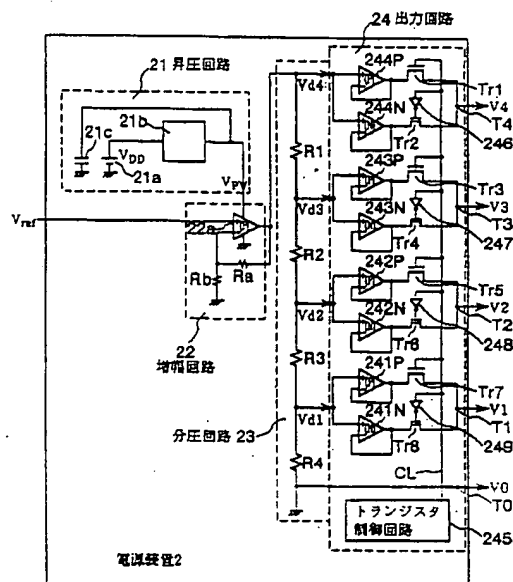 24 出力回路
21 昇圧回路
244P
Vd4
21b
V4
Tr1
T4
21c
244N
246
VDD
Tr2
21a
R1
243P
VPP
Tr3
Vd3
V3
243N
T3
Vref
22a
Tr4
247
Ra
R2
242P
Rb
Tr5
Vd2
V2
242N
T2
22
増幅回路
Tr6
248
R3
241P
Tr7
分圧回路 23
Vd1
V1
241N
T1
Tr8
249
R4
CL
V0
T0
トランジスタ
制御回路
245
電源装置2